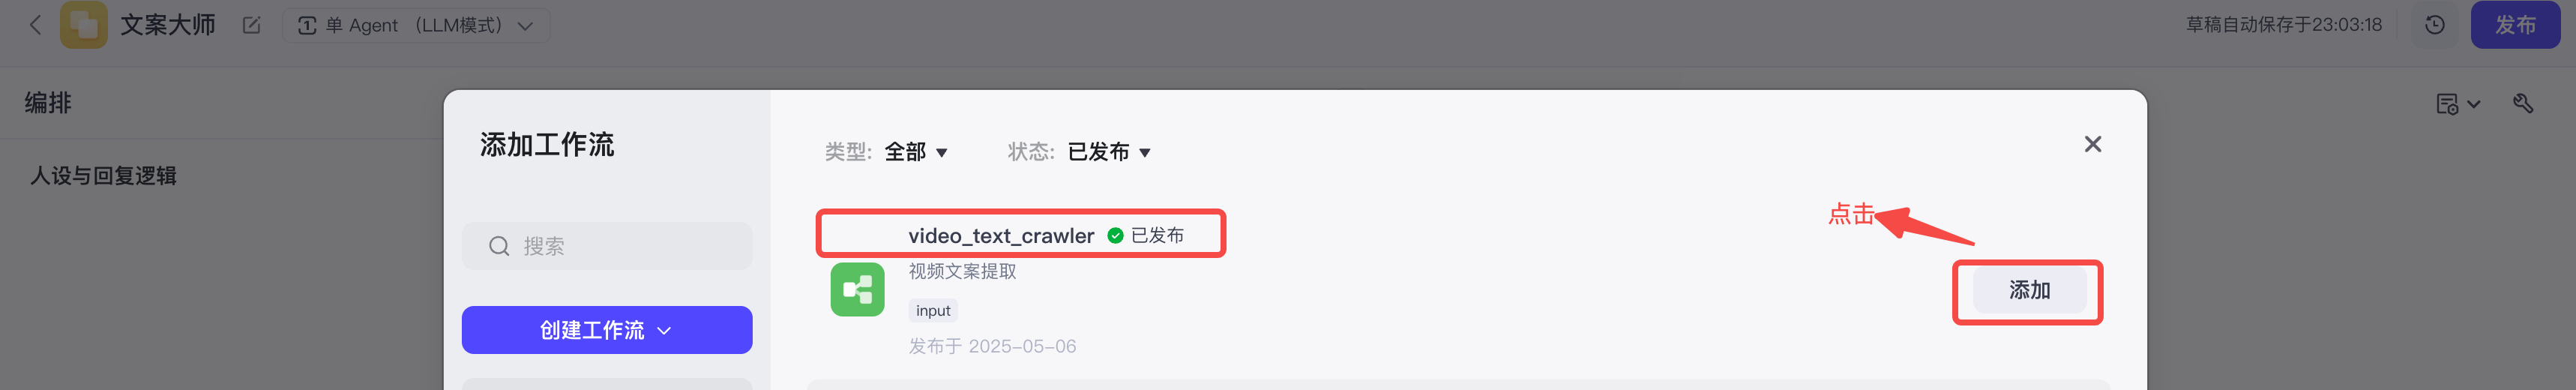 文案大师
单 Agent （LLM模式）
草稿自动保存于23:03:18
发布
编排
添加工作流
类型: 全部
状态: 已发布
人设与回复逻辑
点击
video_text_crawler 已发布
搜索
视频文案提取
添加
input
创建工作流
发布于 2025-05-06